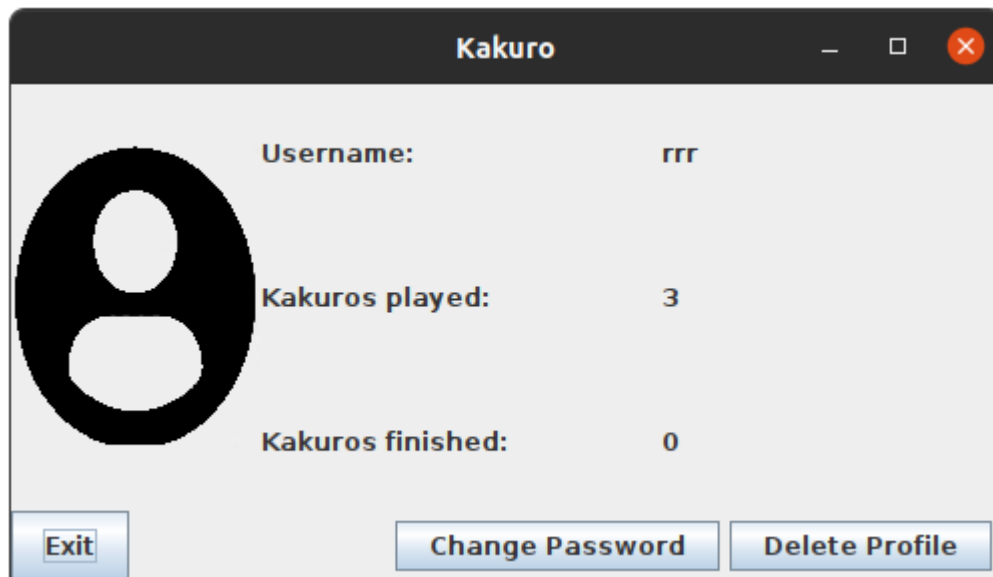 Kakuro
Username: rrr
Kakuros played: 3
Kakuros finished: 0
Exit Change Password Delete Profile